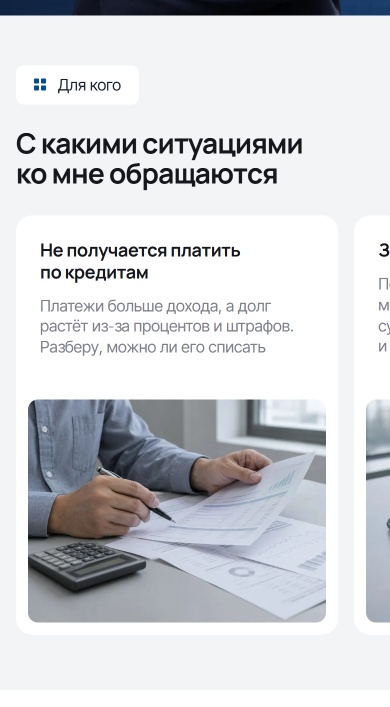 Для кого
С какими ситуациями
ко мне обращаются
Не получается платить
по кредитам
Платежи больше дохода, а долг
растёт из-за процентов и штрафов.
Разберу, можно ли его списать